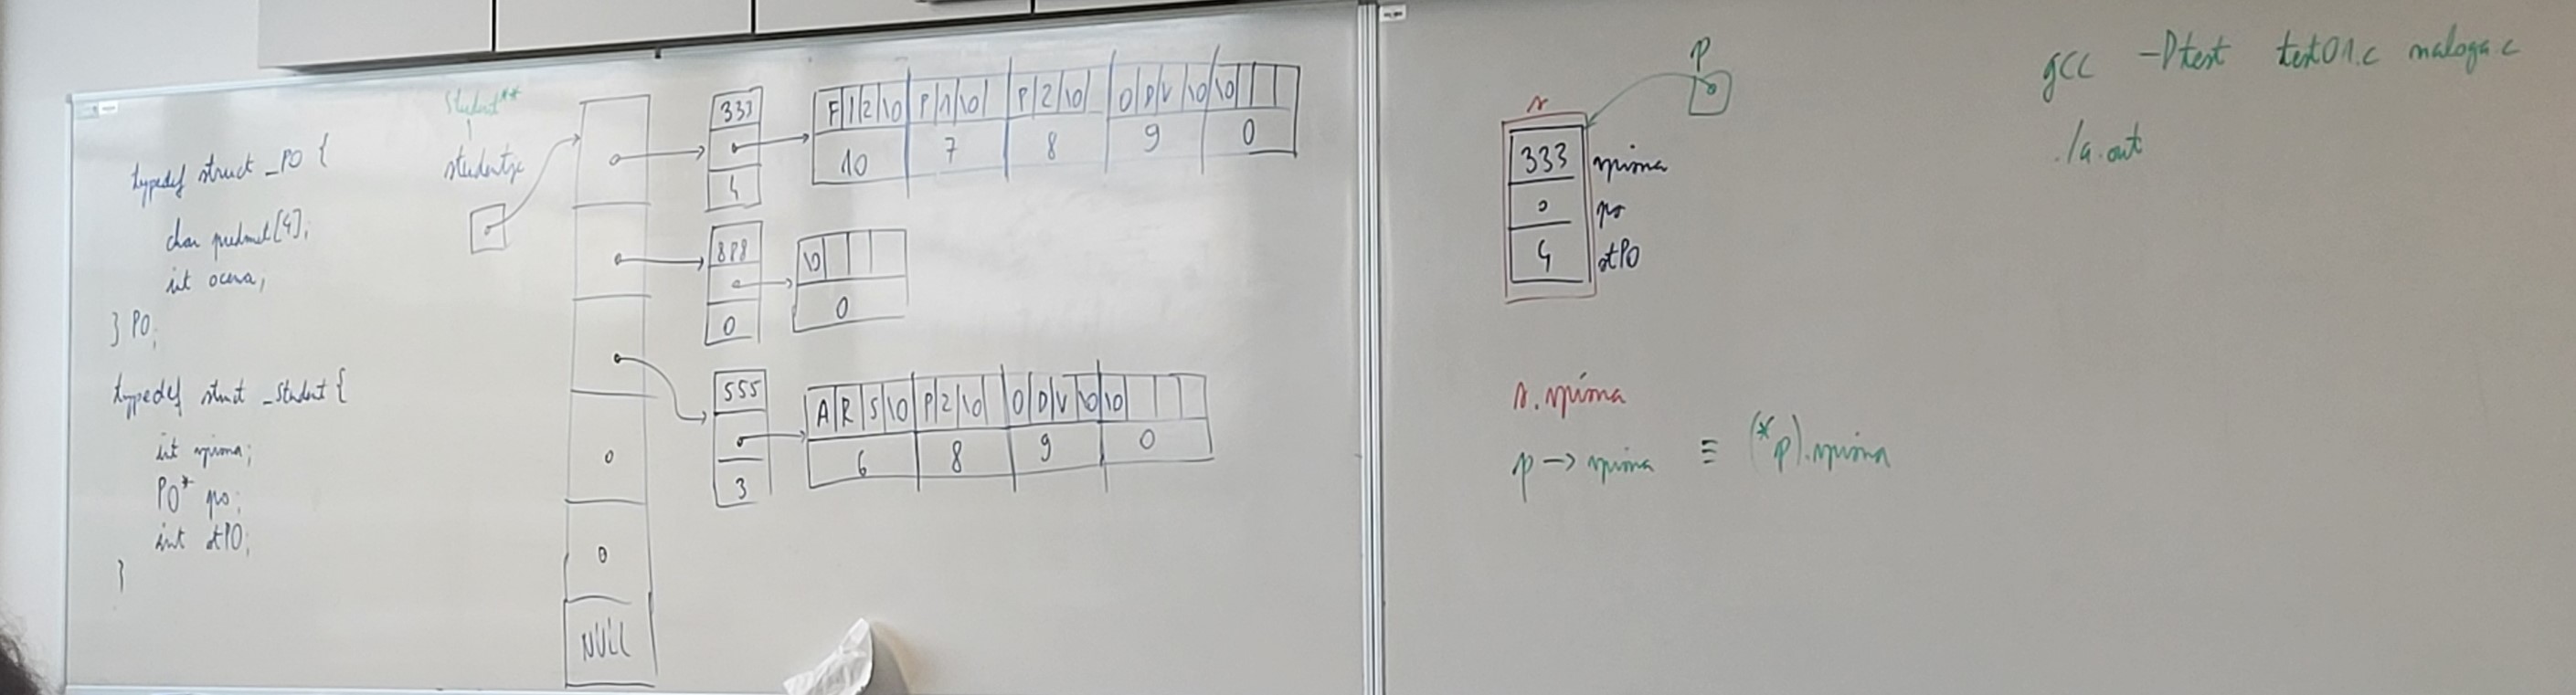 typedef struct _PO {
char predmet[4];
int ocena;
} PO;
typedef struct _Student {
int vpisna;
PO* po;
int stPO;
}
Student**
studentje
NULL
333
4
F|1|2|\0 P|1|\0| P|2|\0| O|D|V|\0 \0| | |
10 7 8 9 0
888
0
\0| | |
0
555
3
A|R|S|\0 P|2|\0| O|D|V|\0 \0| | |
6 8 9 0
p
s
333 vpisna
po
4 stPO
s.vpisna
p -> vpisna ≡ (*p).vpisna
gcc -Dtest test01.c naloga.c
./a.out